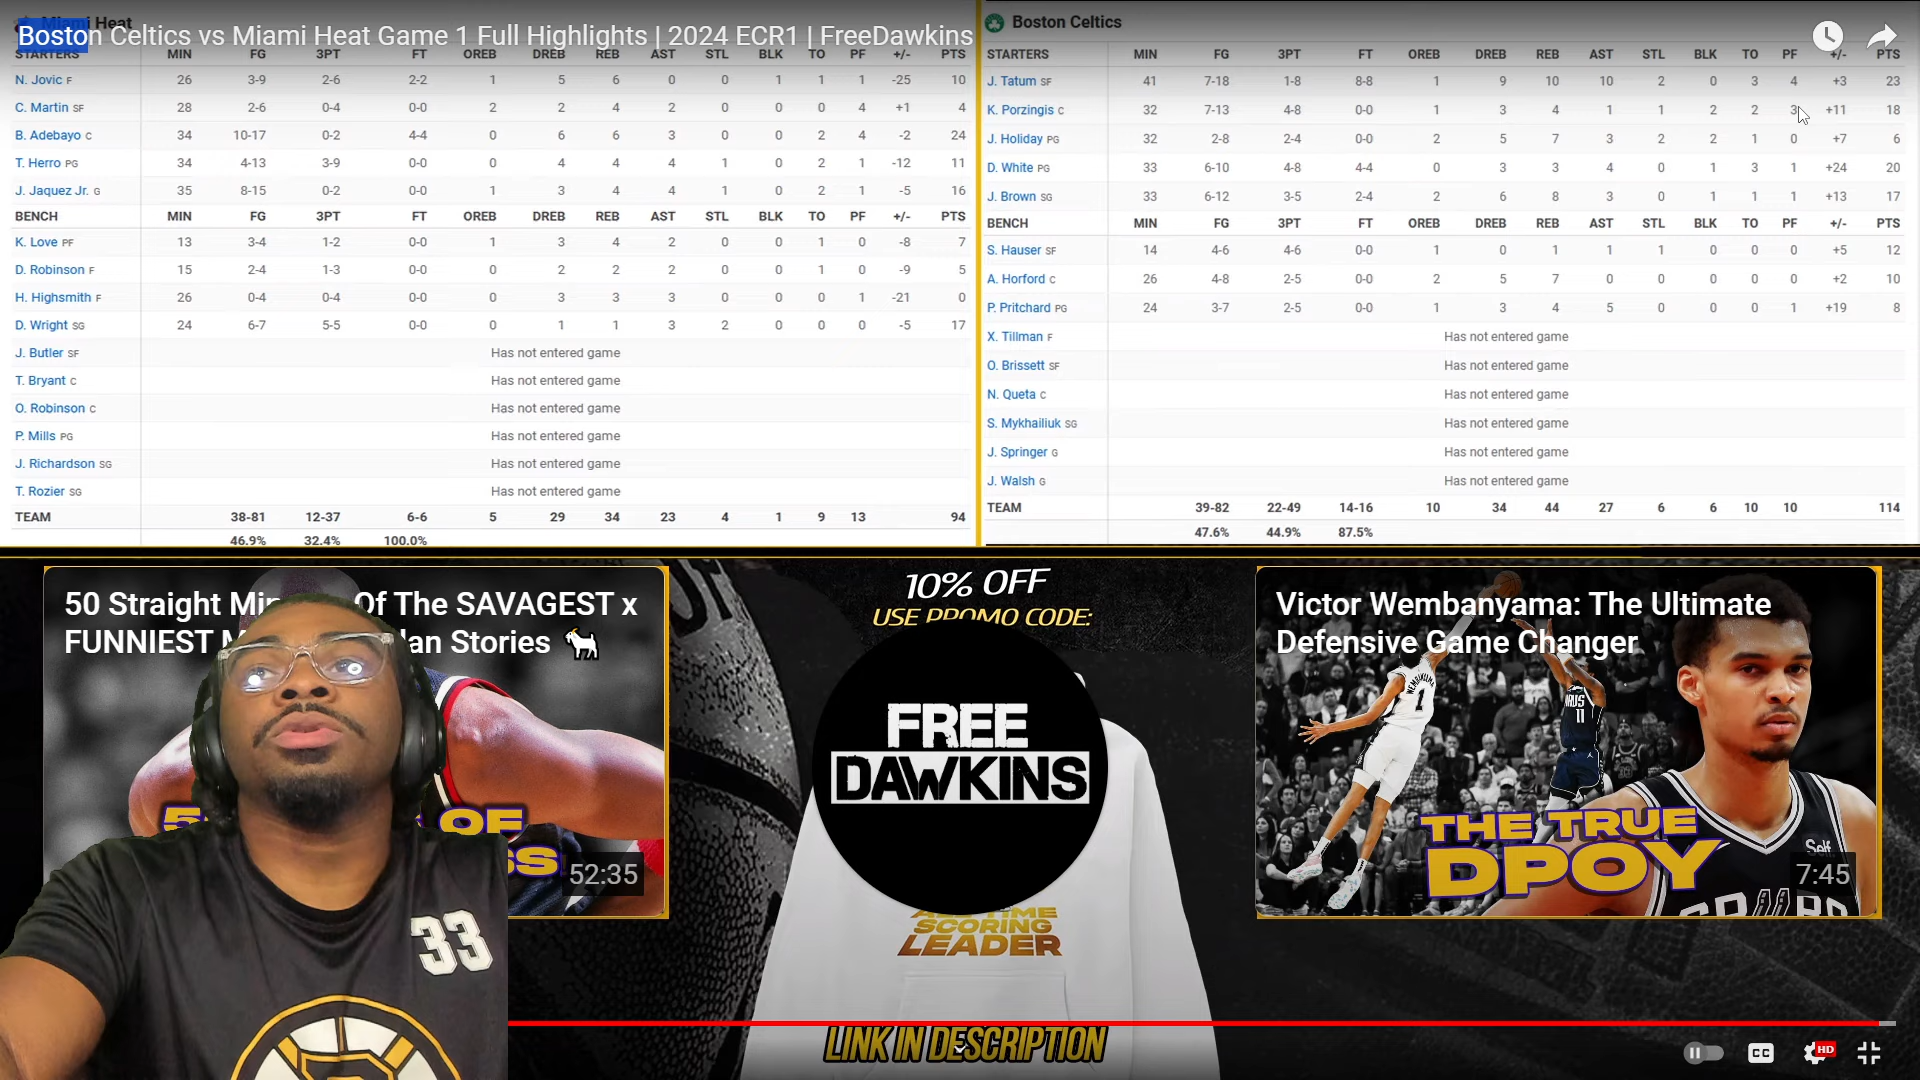 Miami Heat
Boston Celtics vs Miami Heat Game 1 Full Highlights | 2024 ECR1 | FreeDawkins
STARTERS MIN FG 3PT FT OREB DREB REB AST STL BLK TO PF +/- PTS
N. Jovic F 26 3-9 2-6 2-2 1 5 6 0 0 1 1 1 -25 10
C. Martin SF 28 2-6 0-4 0-0 2 2 4 2 0 0 0 4 +1 4
B. Adebayo C 34 10-17 0-2 4-4 0 6 6 3 0 0 2 4 -2 24
T. Herro PG 34 4-13 3-9 0-0 0 4 4 4 1 0 2 1 -12 11
J. Jaquez Jr. G 35 8-15 0-2 0-0 1 3 4 4 1 0 2 1 -5 16
BENCH MIN FG 3PT FT OREB DREB REB AST STL BLK TO PF +/- PTS
K. Love PF 13 3-4 1-2 0-0 1 3 4 2 0 0 1 0 -8 7
D. Robinson F 15 2-4 1-3 0-0 0 2 2 2 0 0 1 0 -9 5
H. Highsmith F 26 0-4 0-4 0-0 0 3 3 3 0 0 0 1 -21 0
D. Wright SG 24 6-7 5-5 0-0 0 1 1 3 2 0 0 0 -5 17
J. Butler SF Has not entered game
T. Bryant C Has not entered game
O. Robinson C Has not entered game
P. Mills PG Has not entered game
J. Richardson SG Has not entered game
T. Rozier SG Has not entered game
TEAM 38-81 12-37 6-6 5 29 34 23 4 1 9 13 94
46.9% 32.4% 100.0%
Boston Celtics
STARTERS MIN FG 3PT FT OREB DREB REB AST STL BLK TO PF +/- PTS
J. Tatum SF 41 7-18 1-8 8-8 1 9 10 10 2 0 3 4 +3 23
K. Porzingis C 32 7-13 4-8 0-0 1 3 4 1 1 2 2 3 +11 18
J. Holiday PG 32 2-8 2-4 0-0 2 5 7 3 2 2 1 0 +7 6
D. White PG 33 6-10 4-8 4-4 0 3 3 4 0 1 3 1 +24 20
J. Brown SG 33 6-12 3-5 2-4 2 6 8 3 0 1 1 1 +13 17
BENCH MIN FG 3PT FT OREB DREB REB AST STL BLK TO PF +/- PTS
S. Hauser SF 14 4-6 4-6 0-0 1 0 1 1 1 0 0 0 +5 12
A. Horford C 26 4-8 2-5 0-0 2 5 7 0 0 0 0 0 +2 10
P. Pritchard PG 24 3-7 2-5 0-0 1 3 4 5 0 0 0 1 +19 8
X. Tillman F Has not entered game
O. Brissett SF Has not entered game
N. Queta C Has not entered game
S. Mykhailiuk SG Has not entered game
J. Springer G Has not entered game
J. Walsh G Has not entered game
TEAM 39-82 22-49 14-16 10 34 44 27 6 6 10 10 114
47.6% 44.9% 87.5%
50 Straight Of The SAVAGEST x
FUNNIEST Stories
OF
52:35
33
10% OFF
USE PROMO CODE:
FREE
DAWKINS
ALL TIME
SCORING
LEADER
LINK IN DESCRIPTION
Victor Wembanyama: The Ultimate
Defensive Game Changer
WEMBANYAMA
1
11
THE TRUE
DPOY
Self
7:45
CC
HD